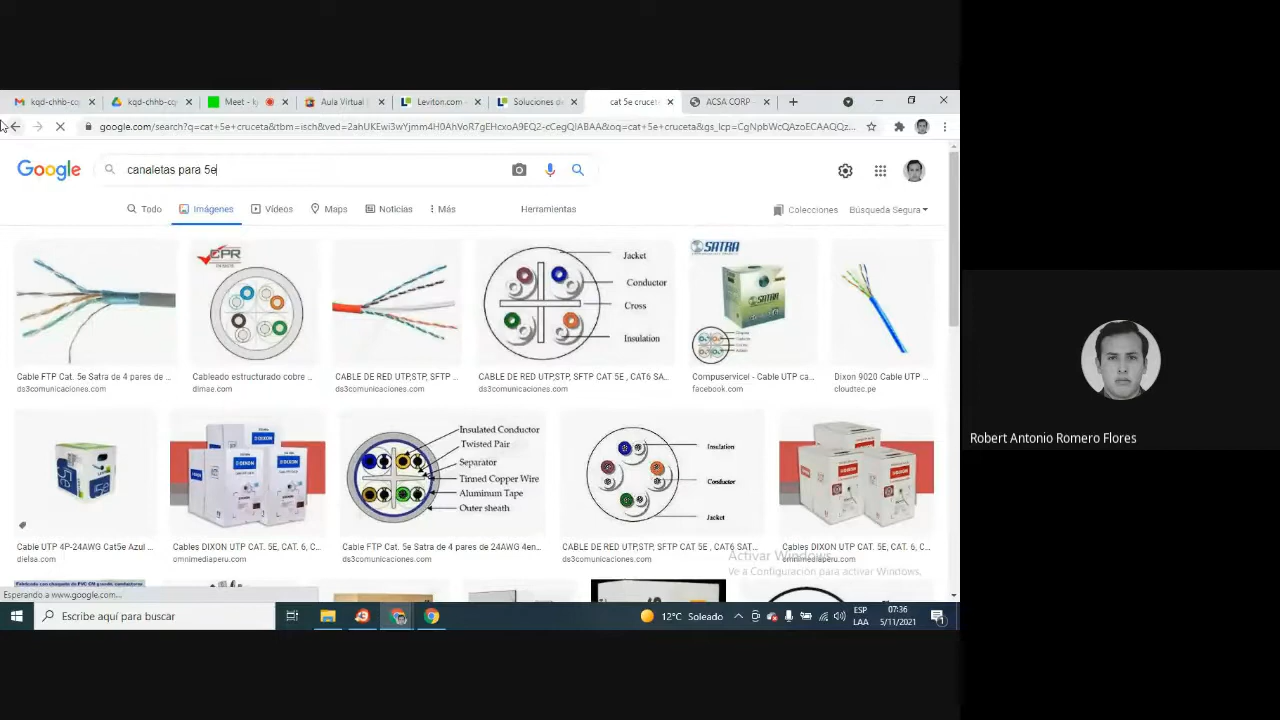 kqd-chhb-cq
kqd-chhb-cq
Meet - k
Aula Virtual
Leviton.com -
Soluciones d
cat 5e crucet
ACSA CORP -
google.com/search?q=cat+5e+cruceta&tbm=isch&ved=2ahUKEwi3wYjmm4H0AhVoR7gEHcxoA9EQ2-cCegQIABAA&oq=cat+5e+cruceta&gs_lcp=CgNpbWcQAzoECAAQQz...
Google
canaletas para 5e
Todo
Imágenes
Vídeos
Maps
Noticias
Más
Herramientas
Colecciones
Búsqueda Segura
CPR
Jacket
Conductor
Cross
Insulation
SATRA
Cable FTP Cat. 5e Satra de 4 pares de ...
ds3comunicaciones.com
Cableado estructurado cobre ...
dimae.com
CABLE DE RED UTP,STP, SFTP ...
ds3comunicaciones.com
CABLE DE RED UTP,STP, SFTP CAT 5E , CAT6 SA...
ds3comunicaciones.com
Compuservicel - Cable UTP ca...
facebook.com
Dixon 9020 Cable UTP ...
cloudtec.pe
DIXON
DIXON
DIXON
Insulated Conductor
Twisted Pair
Separator
Tinned Copper Wire
Aluminum Tape
Outer sheath
Insulation
Conductor
Jacket
Cable UTP 4P-24AWG Cat5e Azul ...
dielsa.com
Cables DIXON UTP CAT. 5E, CAT. 6, C...
omnimediaperu.com
Cable FTP Cat. 5e Satra de 4 pares de 24AWG 4en...
ds3comunicaciones.com
CABLE DE RED UTP,STP, SFTP CAT 5E , CAT6 SAT...
ds3comunicaciones.com
Cables DIXON UTP CAT. 5E, CAT. 6, C...
omnimediaperu.com
Activar Windows
Ve a Configuración para activar Windows.
Esperando a www.google.com...
Escribe aquí para buscar
12°C Soleado
ESP
LAA
07:36
5/11/2021
Robert Antonio Romero Flores